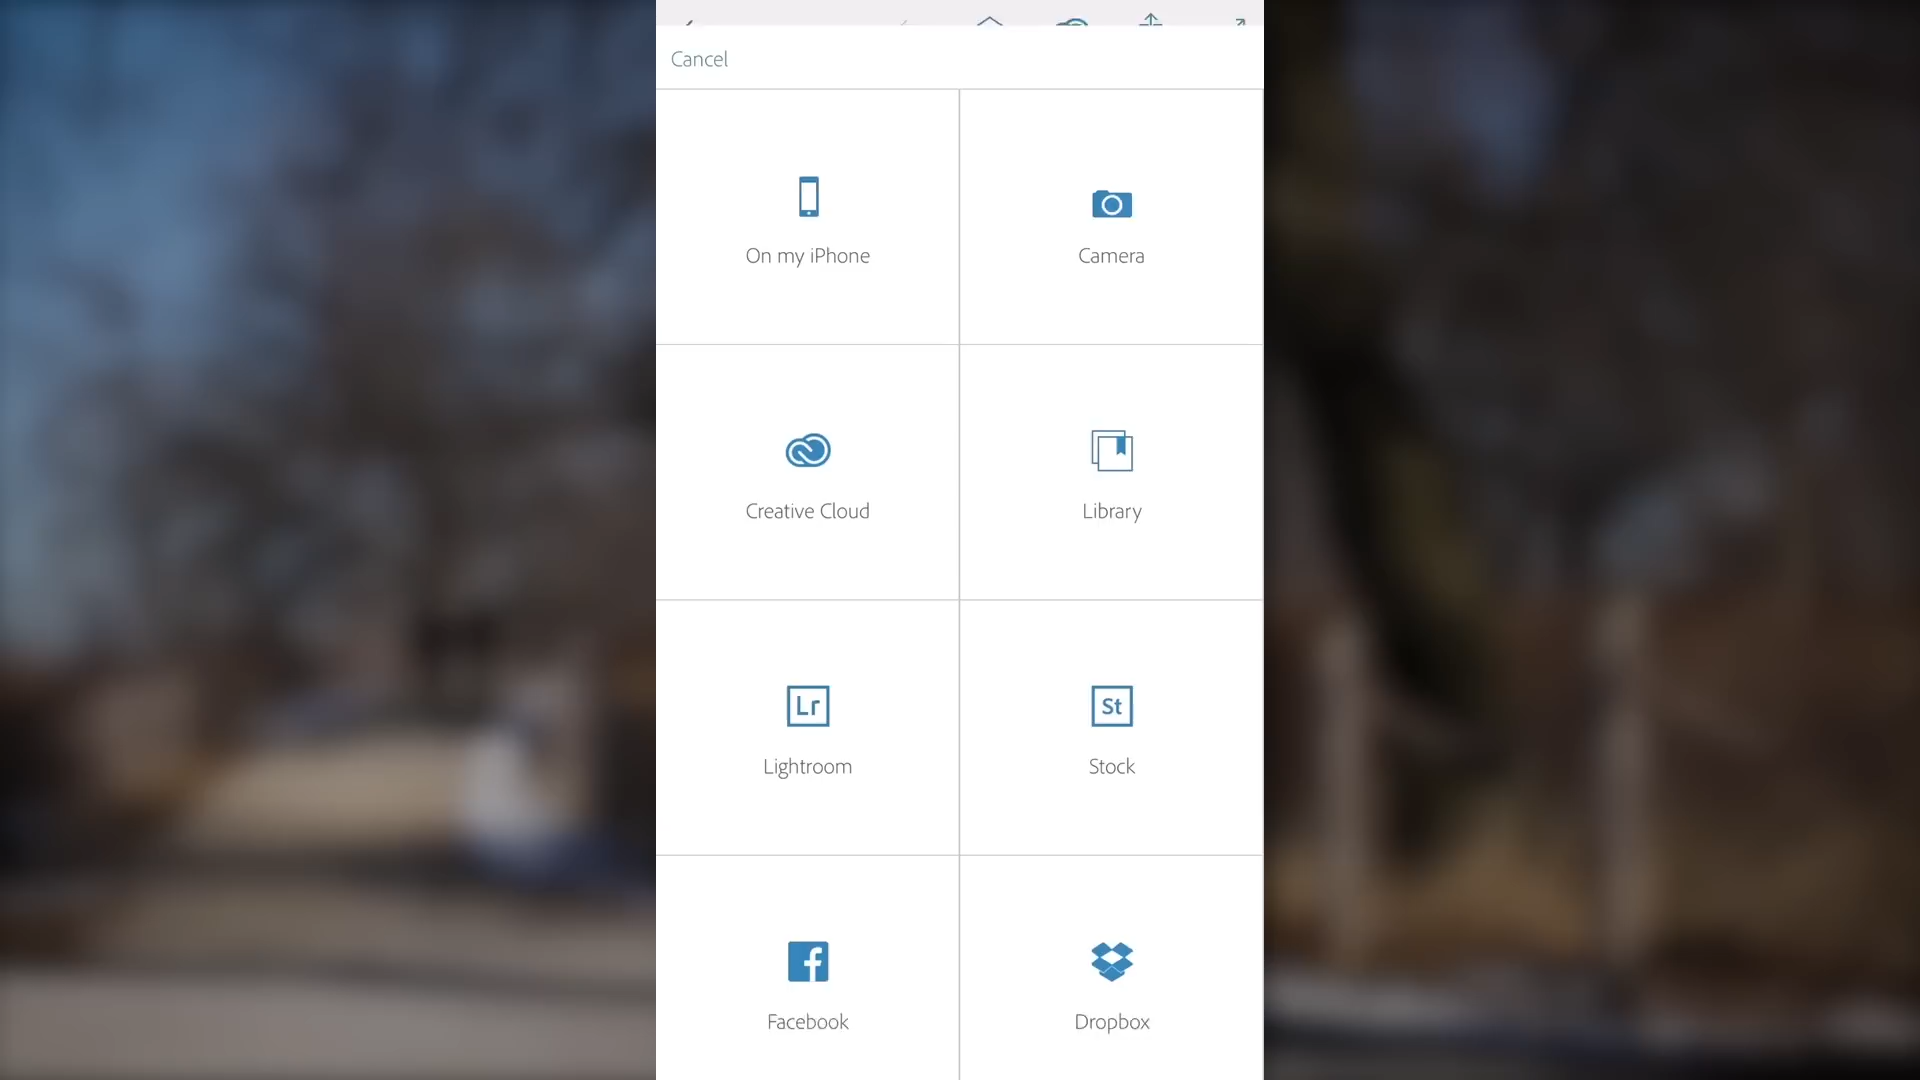 Cancel
On my iPhone
Camera
Creative Cloud
Library
Lr
St
Lightroom
Stock
Facebook
Dropbox